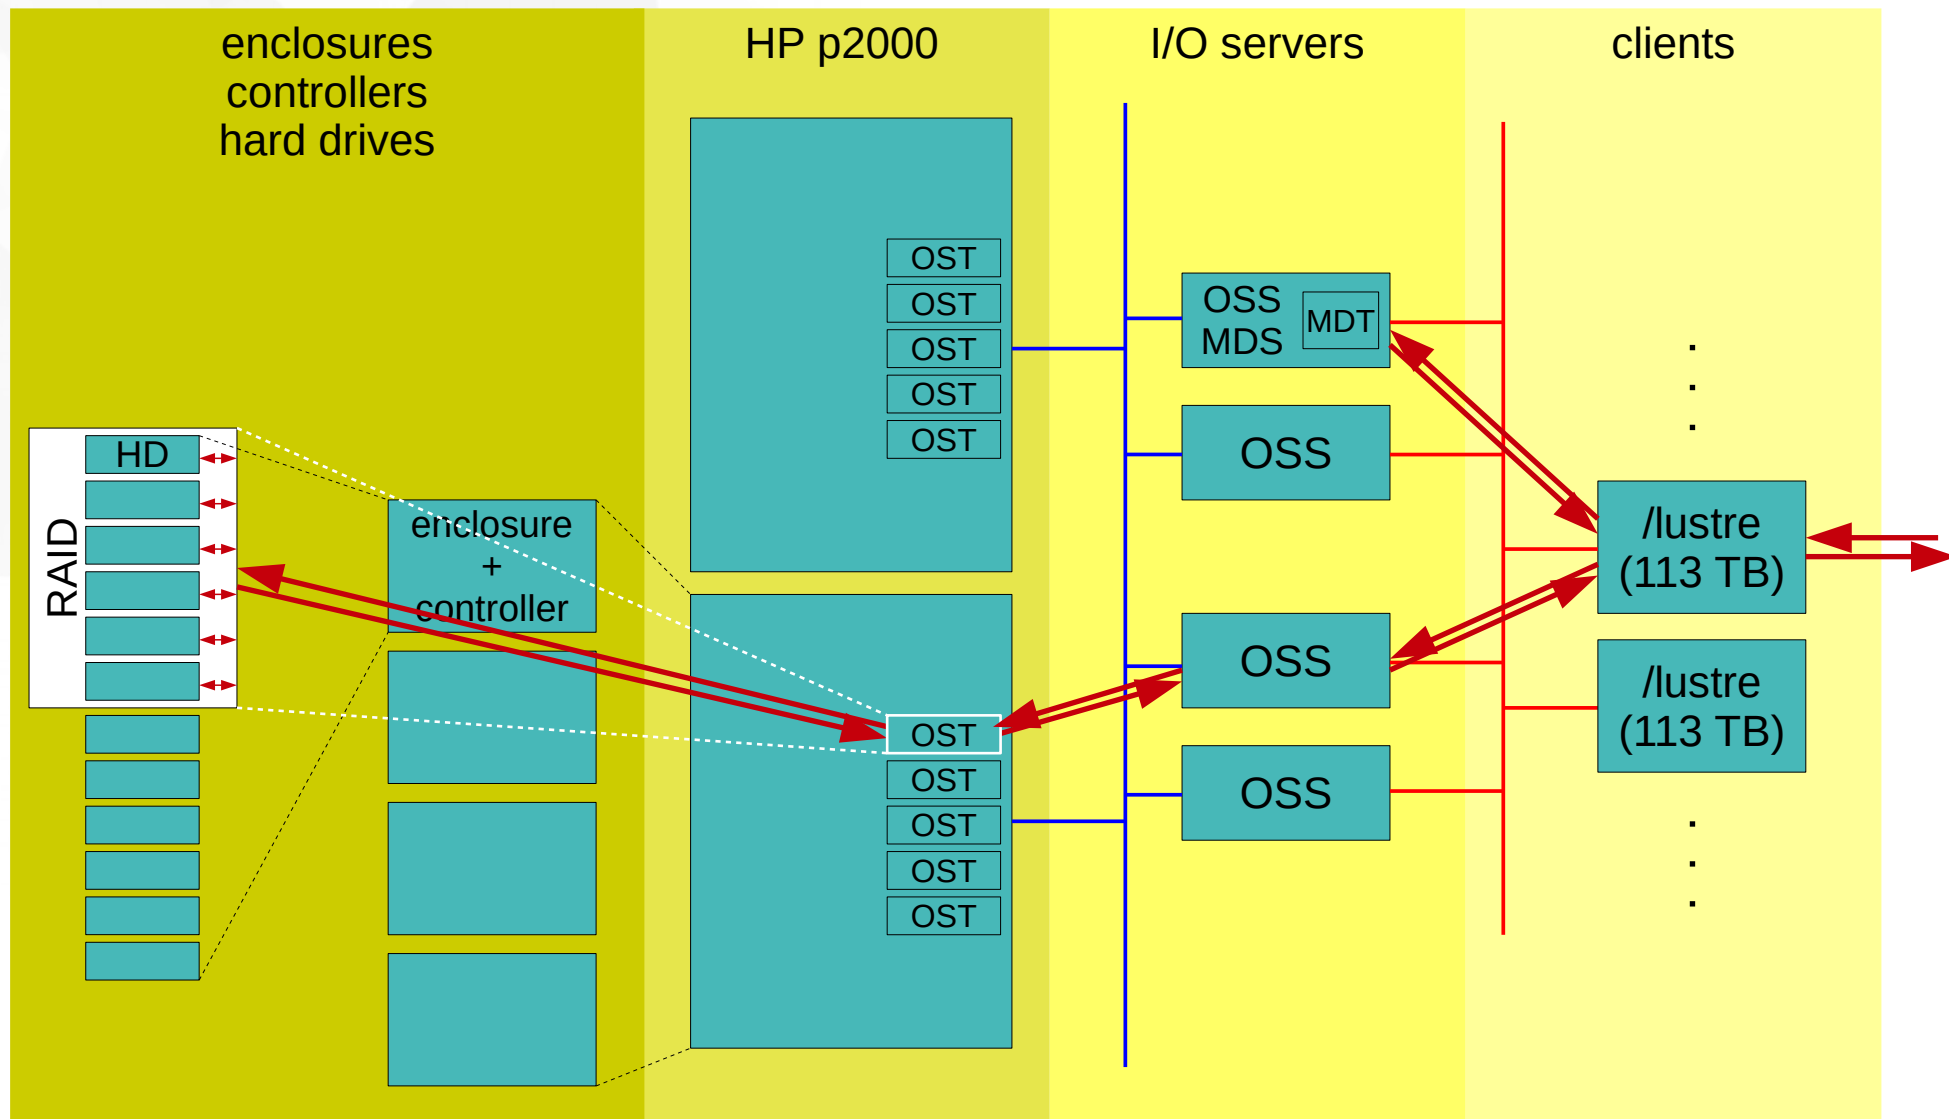 enclosures
controllers
hard drives
HP p2000
I/O servers
clients
RAID
HD
enclosure
+
controller
OST
OST
OST
OST
OST
OST
OST
OST
OST
OST
OSS
MDS
MDT
OSS
OSS
OSS
.
.
.
/lustre
(113 TB)
/lustre
(113 TB)
.
.
.